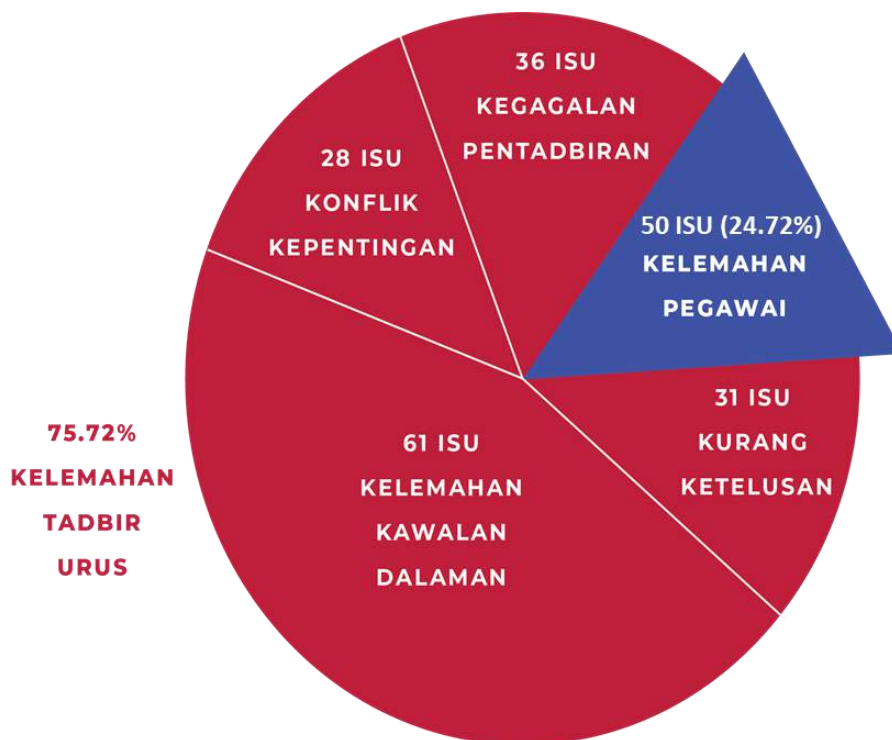 36 ISU
KEGAGALAN
PENTADBIRAN
28 ISU
KONFLIK
KEPENTINGAN
50 ISU (24.72%)
KELEMAHAN
PEGAWAI
31 ISU
KURANG
KETELUSAN
61 ISU
KELEMAHAN
KAWALAN
DALAMAN
75.72%
KELEMAHAN
TADBIR
URUS